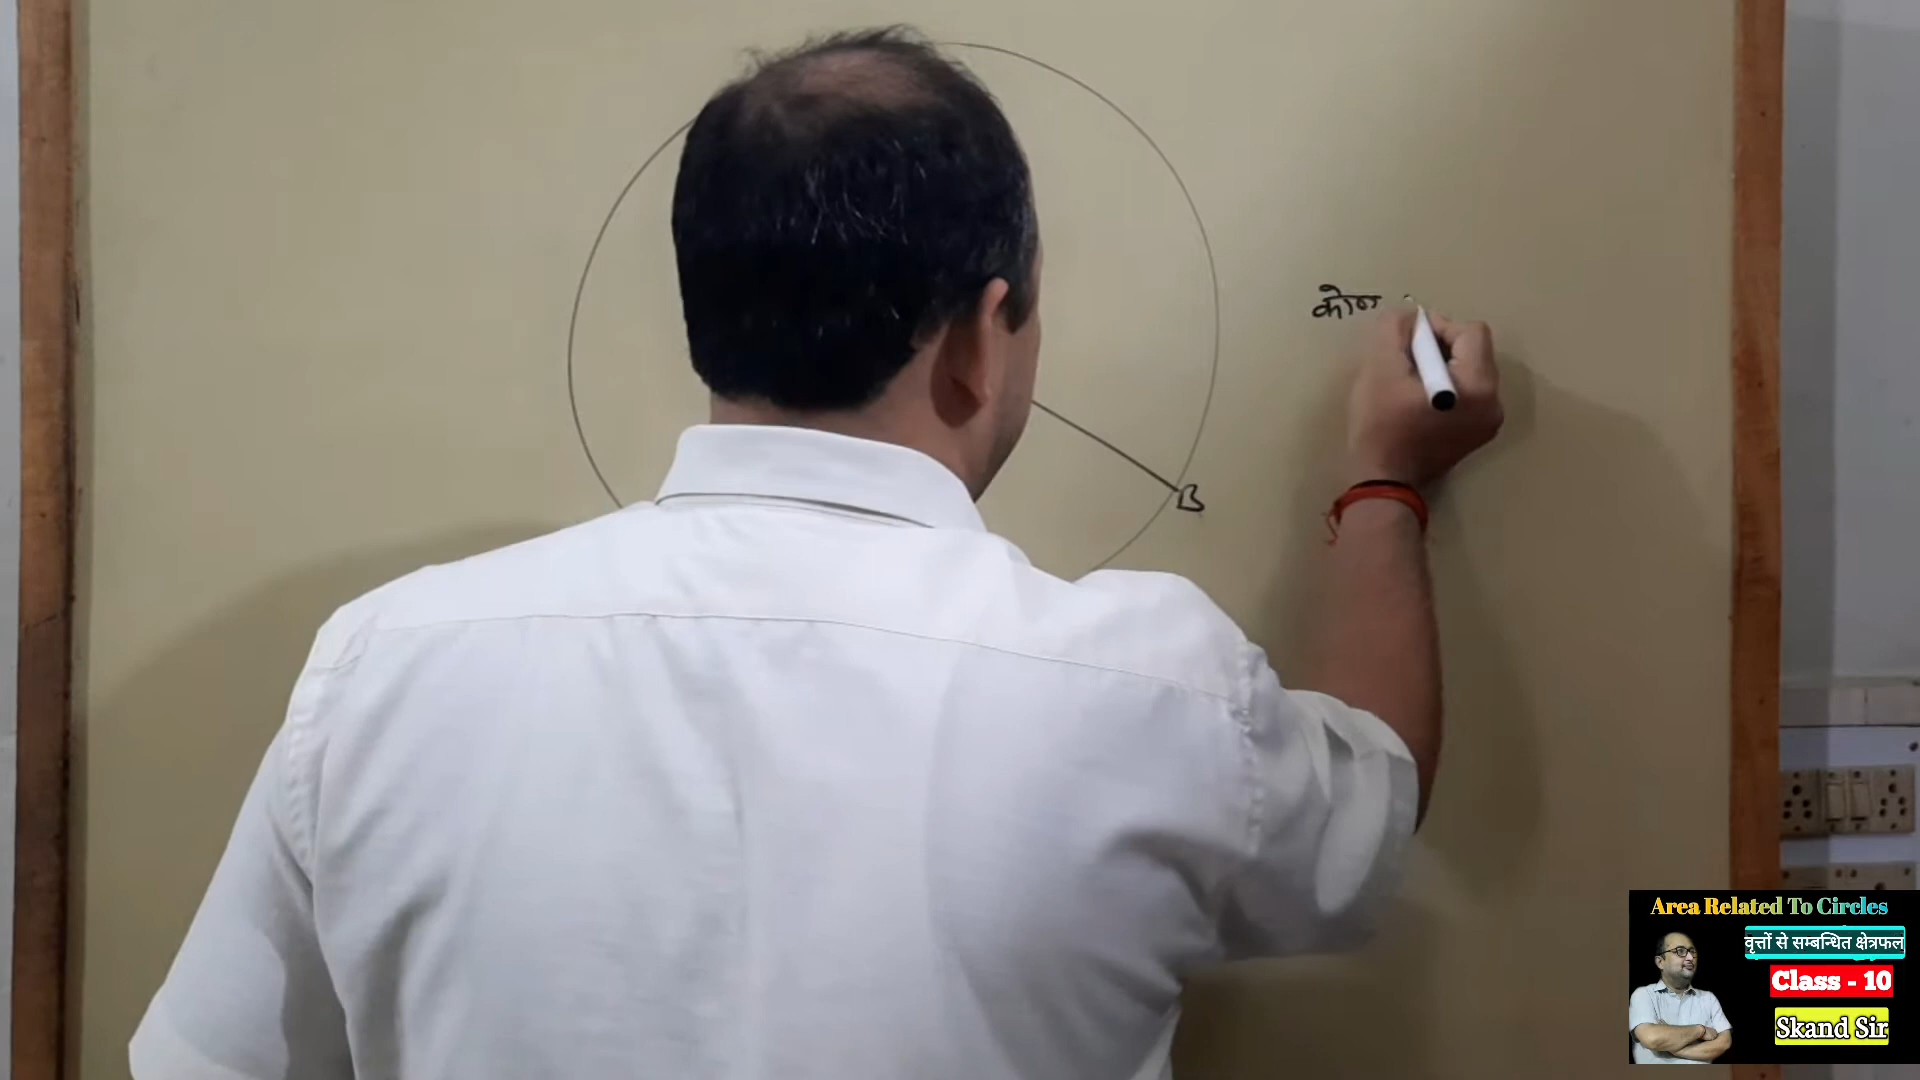 कोण
B
Area Related To Circles
वृत्तों से सम्बन्धित क्षेत्रफल
Class - 10
Skand Sir